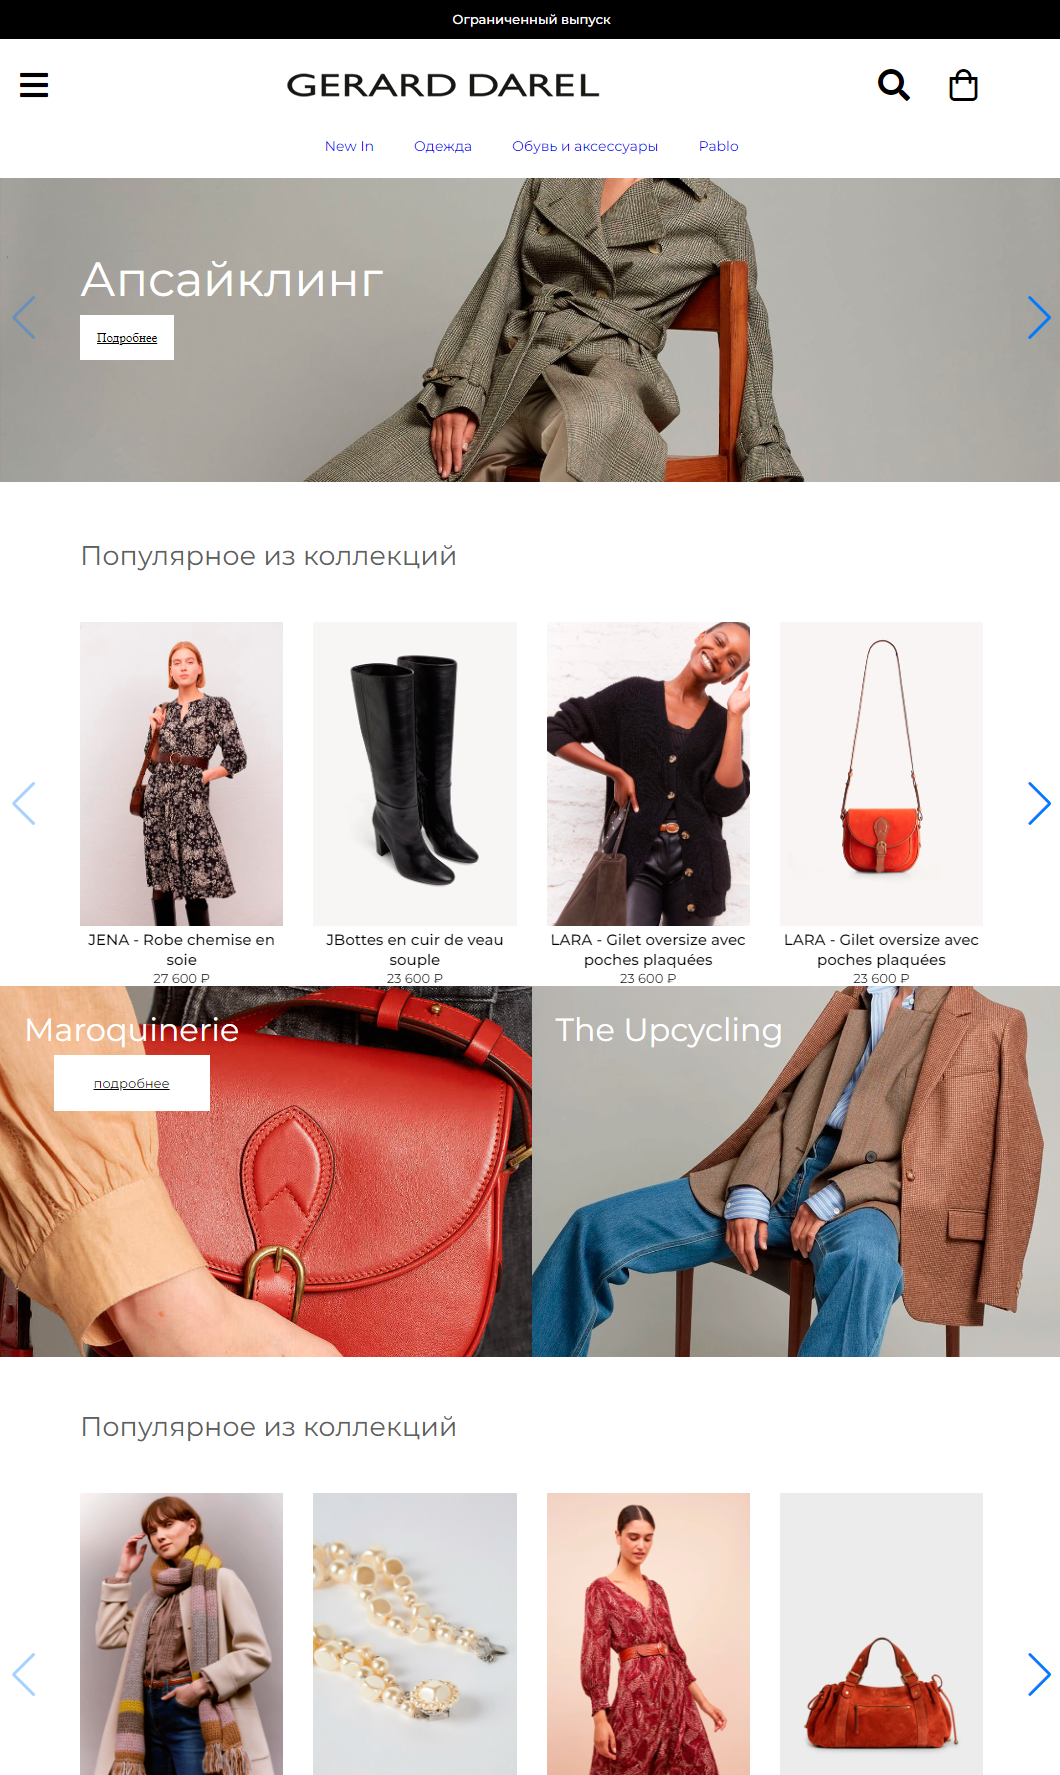 Ограниченный выпуск
GERARD DAREL
New In Одежда Обувь и аксессуары Pablo
Апсайклинг
Подробнее
Популярное из коллекций
JENA - Robe chemise en
soie
27 600 ₽
JBottes en cuir de veau
souple
23 600 ₽
LARA - Gilet oversize avec
poches plaquées
23 600 ₽
LARA - Gilet oversize avec
poches plaquées
23 600 ₽
Maroquinerie
подробнее
The Upcycling
Популярное из коллекций